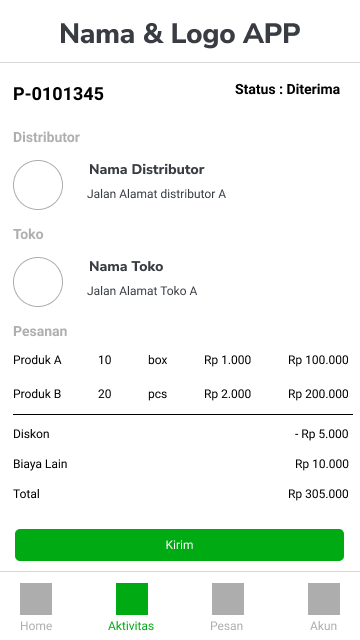 Nama & Logo APP
P-0101345 Status : Diterima
Distributor
Nama Distributor
Jalan Alamat distributor A
Toko
Nama Toko
Jalan Alamat Toko A
Pesanan
Produk A 10 box Rp 1.000 Rp 100.000
Produk B 20 pcs Rp 2.000 Rp 200.000
Diskon - Rp 5.000
Biaya Lain Rp 10.000
Total Rp 305.000
Kirim
Home Aktivitas Pesan Akun